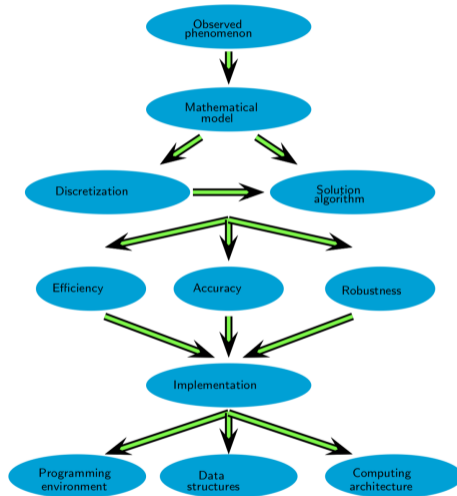 Observed
phenomenon
Mathematical
model
Discretization
Solution
algorithm
Efficiency
Accuracy
Robustness
Implementation
Programming
environment
Data
structures
Computing
architecture